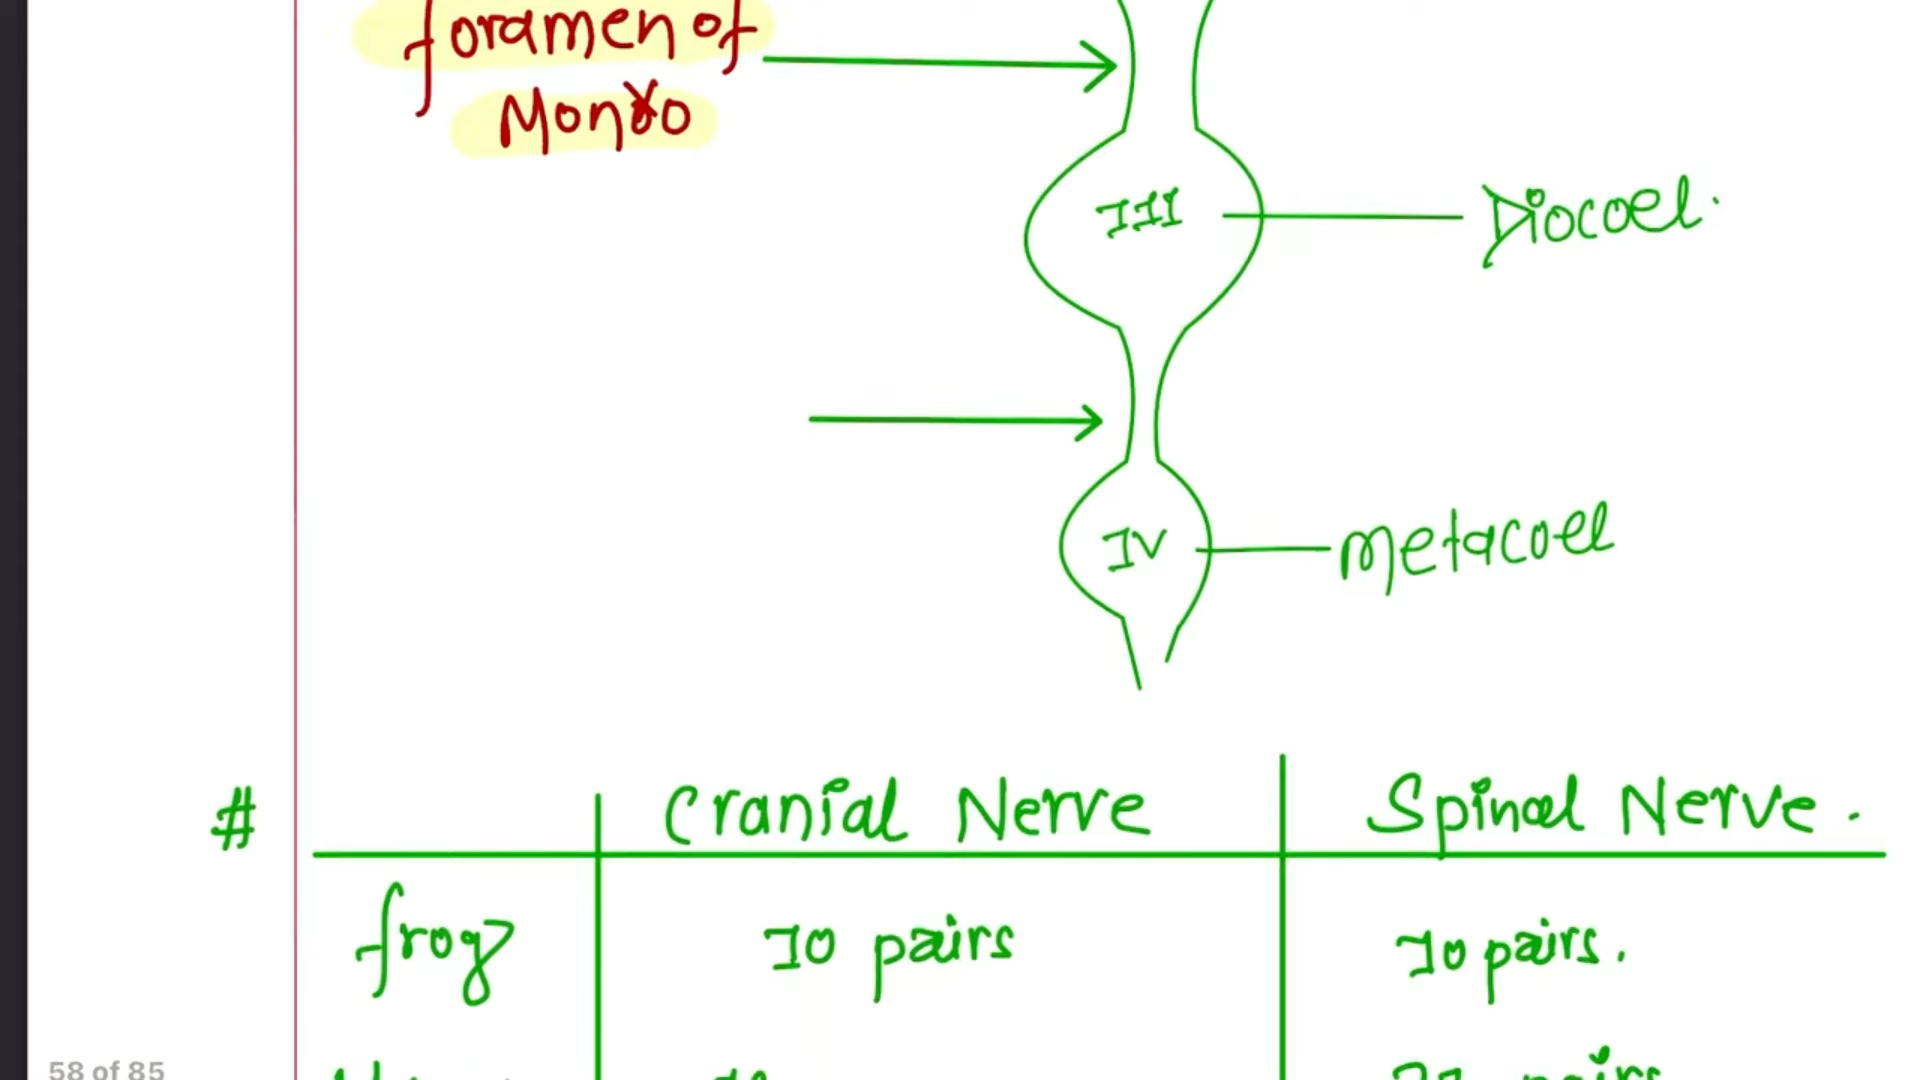 foramen of
Monro
III
Diocoel.
IV
metacoel
# Cranial Nerve Spinal Nerve.
frog 10 pairs 10 pairs.
pairs
58 of 85